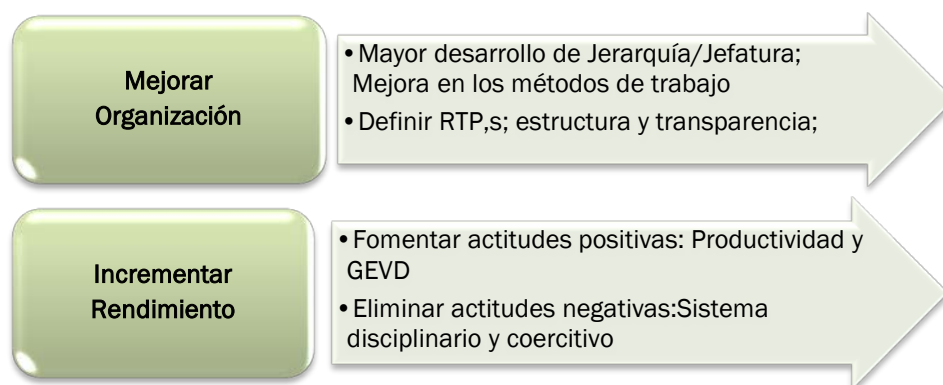 Mejorar
Organización
• Mayor desarrollo de Jerarquía/Jefatura;
Mejora en los métodos de trabajo
• Definir RTP,s; estructura y transparencia;
Incrementar
Rendimiento
• Fomentar actitudes positivas: Productividad y
GEVD
• Eliminar actitudes negativas:Sistema
disciplinario y coercitivo